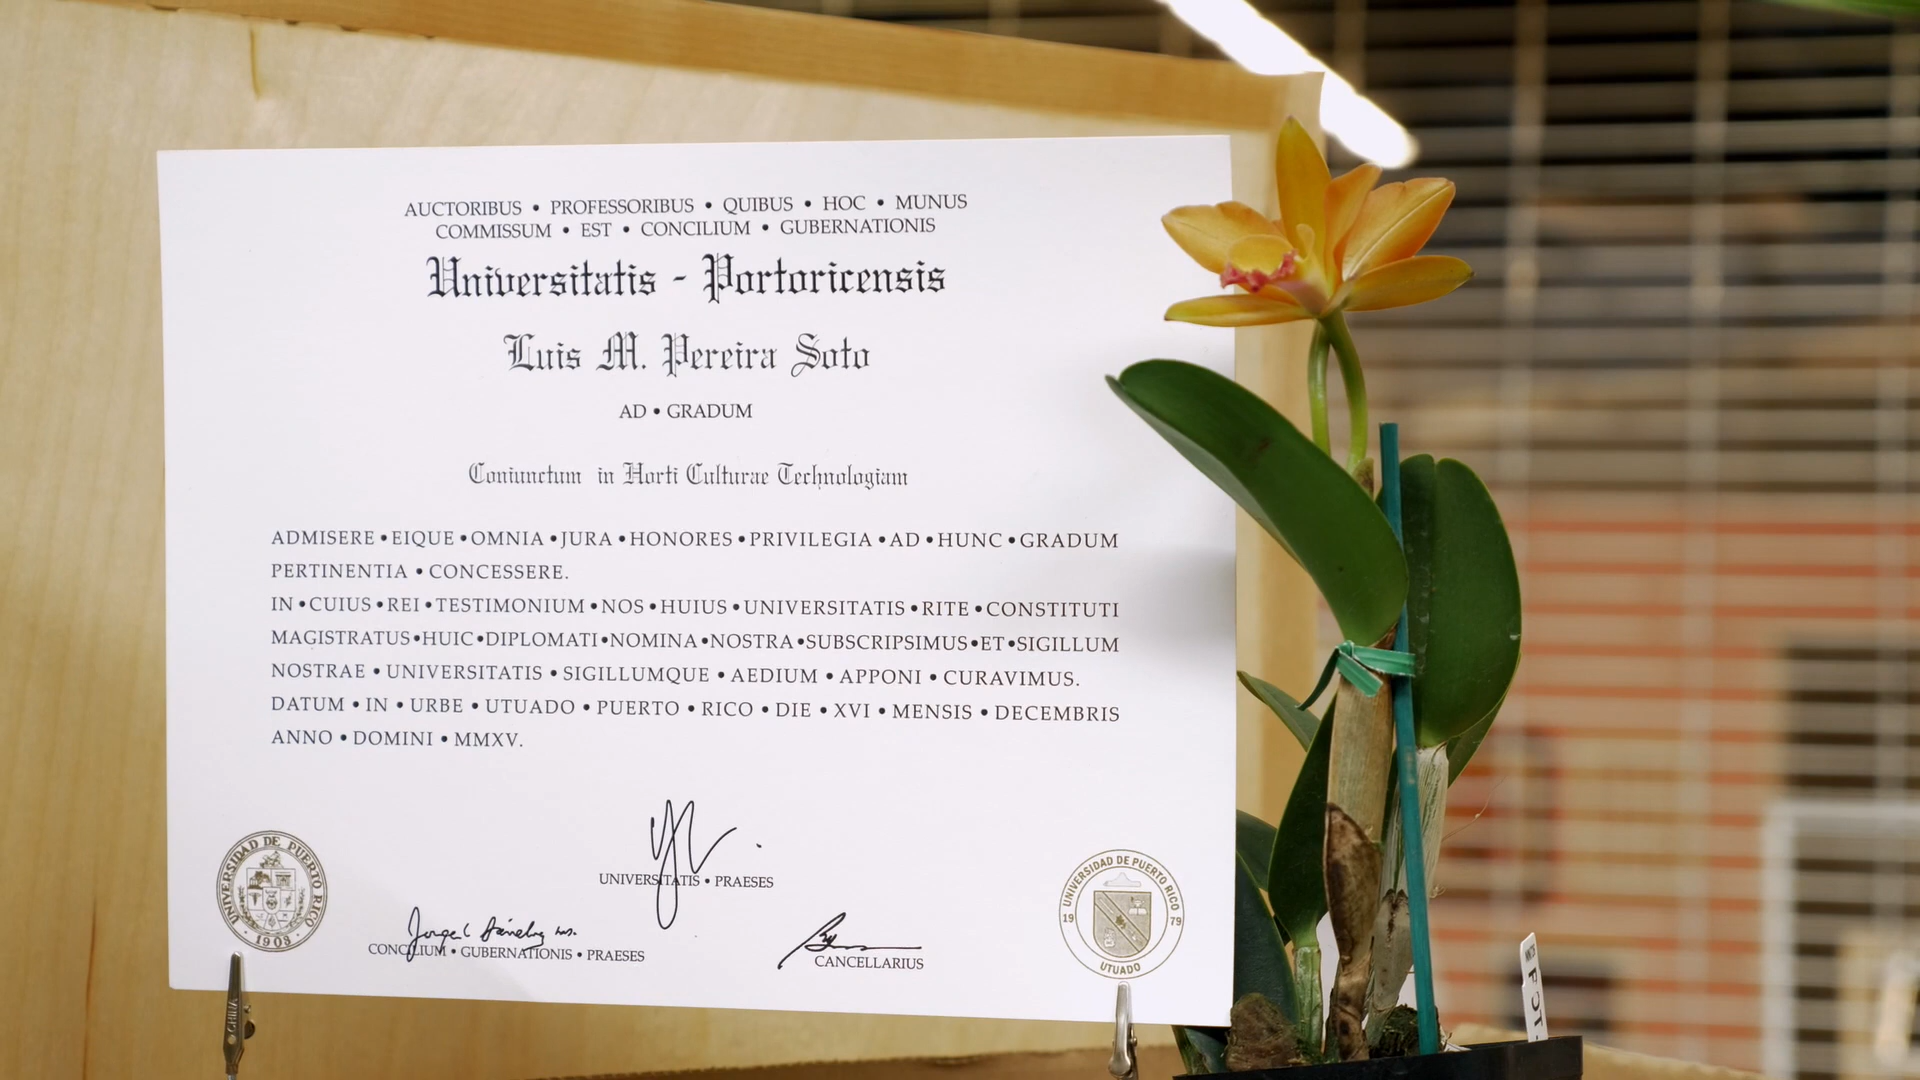 AUCTORIBUS • PROFESSORIBUS • QUIBUS • HOC • MUNUS
COMMISSUM • EST • CONCILIUM • GUBERNATIONIS
Universitatis - Portoricensis
Luis M. Pereira Soto
AD • GRADUM
Coniunctum in Horti Culturae Technologiam
ADMISERE • EIQUE • OMNIA • JURA • HONORES • PRIVILEGIA • AD • HUNC • GRADUM
PERTINENTIA • CONCESSERE.
IN • CUIUS • REI • TESTIMONIUM • NOS • HUIUS • UNIVERSITATIS • RITE • CONSTITUTI
MAGISTRATUS • HUIC • DIPLOMATI • NOMINA • NOSTRA • SUBSCRIPSIMUS • ET • SIGILLUM
NOSTRAE • UNIVERSITATIS • SIGILLUMQUE • AEDIUM • APPONI • CURAVIMUS.
DATUM • IN • URBE • UTUADO • PUERTO • RICO • DIE • XVI • MENSIS • DECEMBRIS
ANNO • DOMINI • MMXV.
UNIVERSIDAD DE PUERTO RICO
• 1903 •
UNIVERSITATIS • PRAESES
CONCILIUM • GUBERNATIONIS • PRAESES
CANCELLARIUS
UNIVERSIDAD DE PUERTO RICO
19 79
UTUADO
CHINA